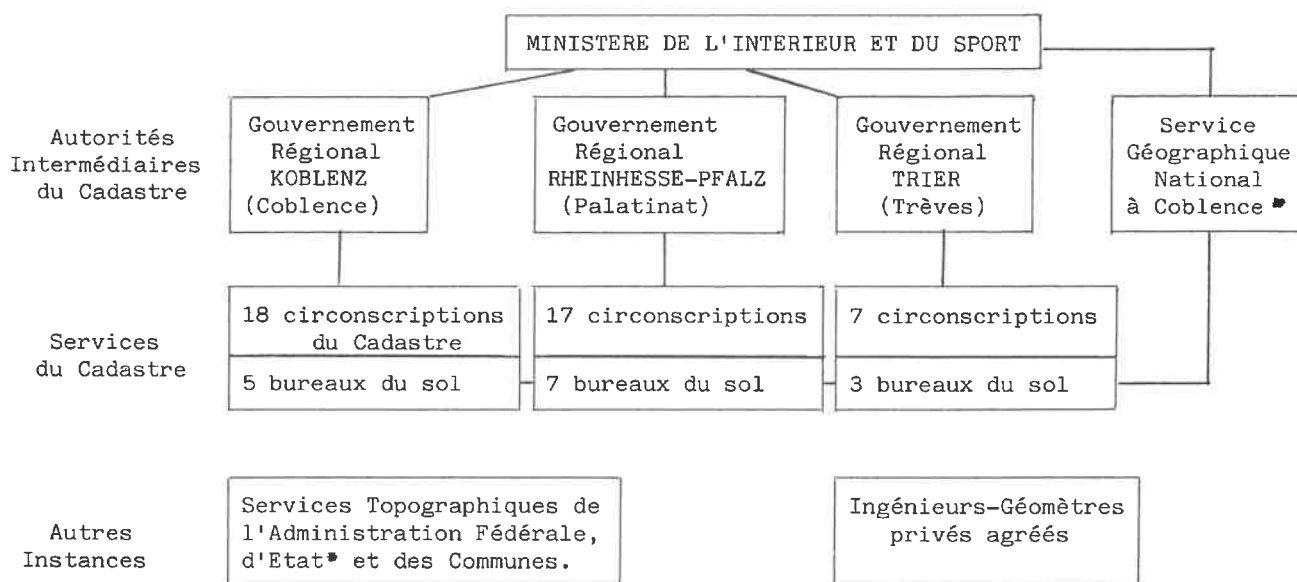 MINISTERE DE L'INTERIEUR ET DU SPORT
Autorités
Intermédiaires
du Cadastre
Gouvernement
Régional
KOBLENZ
(Coblence)
Gouvernement
Régional
RHEINHESSE-PFALZ
(Palatinat)
Gouvernement
Régional
TRIER
(Trèves)
Service
Géographique
National
à Coblence *
Services
du Cadastre
18 circonscriptions
du Cadastre
5 bureaux du sol
17 circonscriptions
7 bureaux du sol
7 circonscriptions
3 bureaux du sol
Autres
Instances
Services Topographiques de
l'Administration Fédérale,
d'Etat* et des Communes.
Ingénieurs-Géomètres
privés agréés